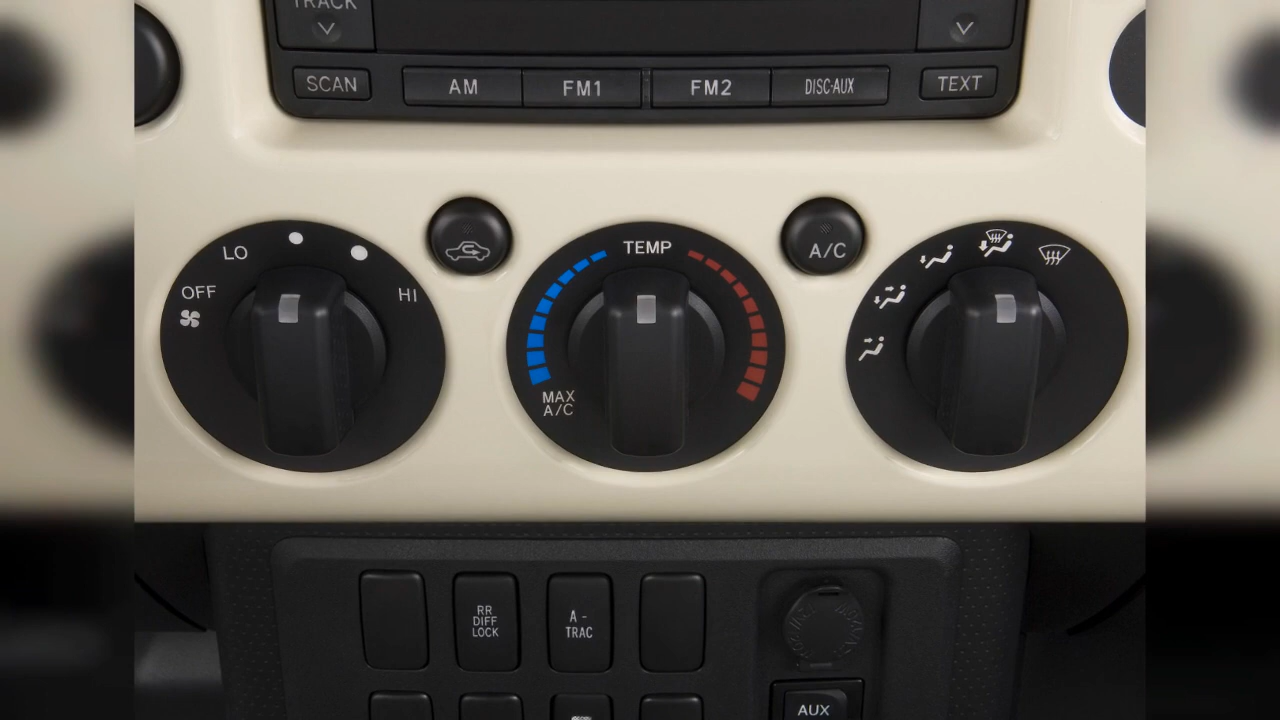 TRACK
SCAN
AM
FM1
FM2
DISC·AUX
TEXT
LO
OFF
HI
TEMP
MAX
A/C
A/C
RR
DIFF
LOCK
A -
TRAC
AUX